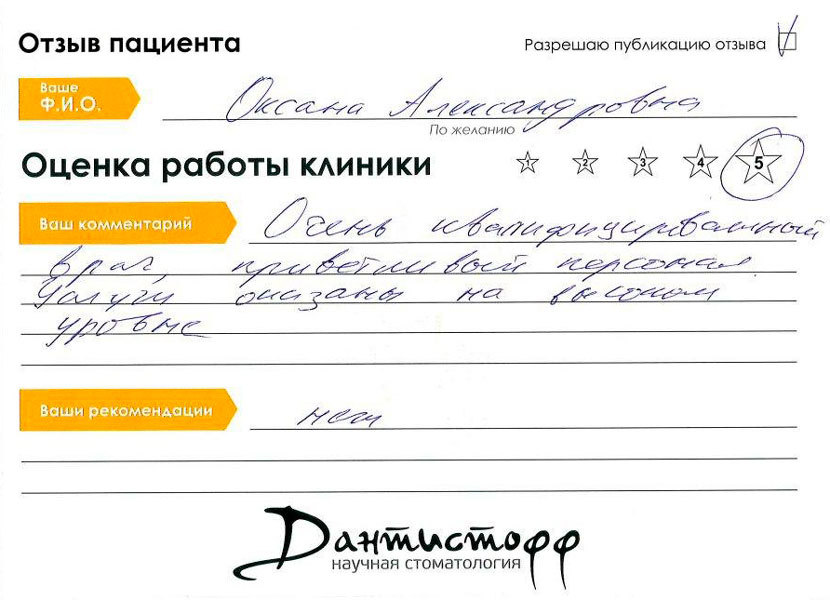 Отзыв пациента
Разрешаю публикацию отзыва
Ваше
Ф.И.О.
Оксана Александровна
По желанию
Оценка работы клиники
1 2 3 4 5
Ваш комментарий
Очень квалифицированный
врач, приветливый персонал
Услуги оказаны на высоком
уровне
Ваши рекомендации
нет
Дантистофф
научная стоматология